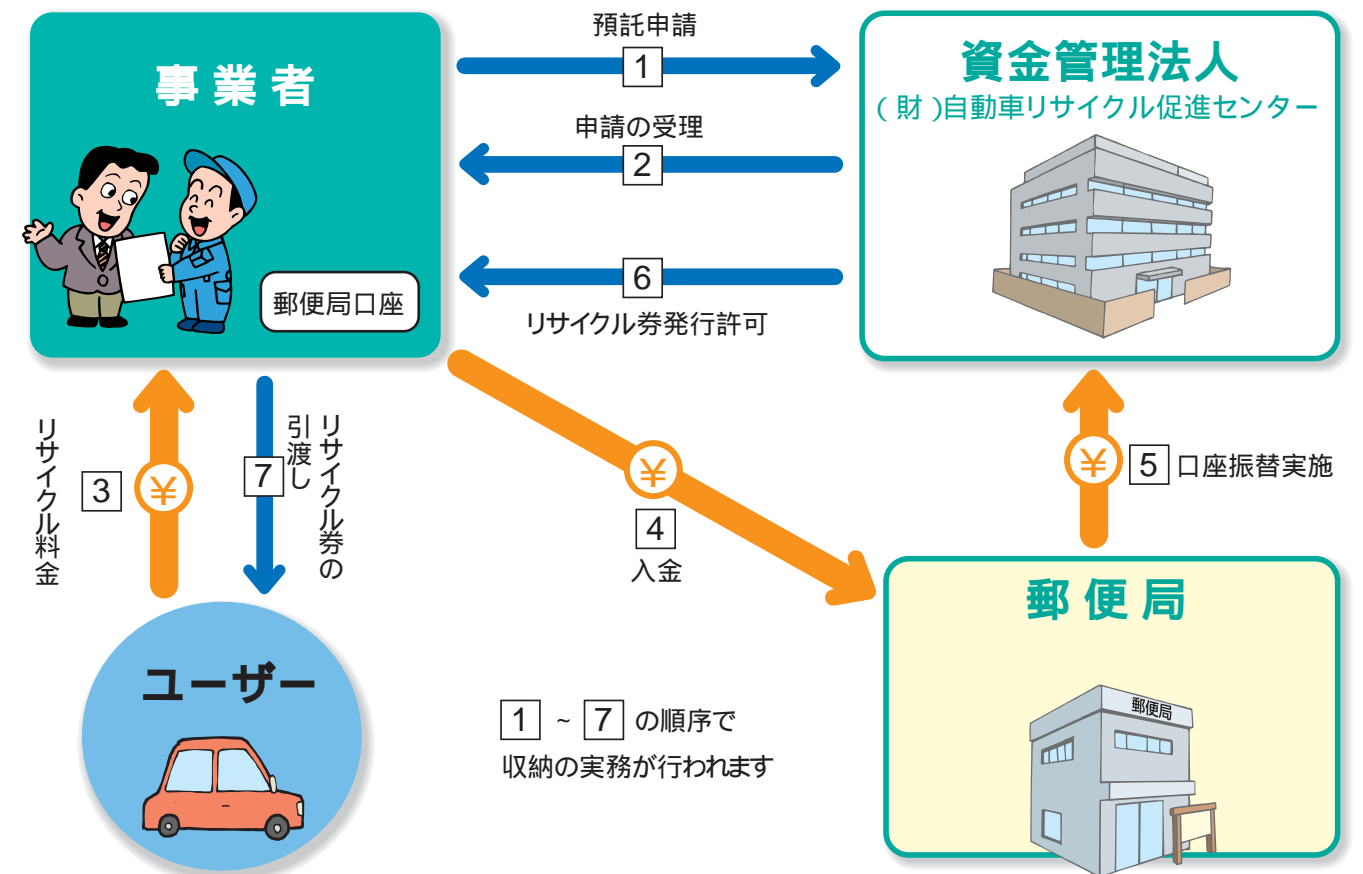 事業者
郵便局口座
預託申請
1
申請の受理
2
6
リサイクル券発行許可
資金管理法人
(財)自動車リサイクル促進センター
リサイクル料金
3
¥
7
リサイクル券の
引渡し
¥
4
入金
¥
5 口座振替実施
ユーザー
1 ~ 7 の順序で
収納の実務が行われます
郵便局
郵便局